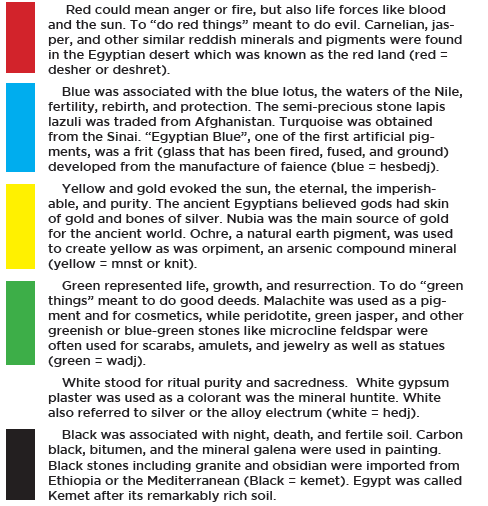 Red could mean anger or fire, but also life forces like blood
and the sun. To “do red things” meant to do evil. Carnelian, jas-
per, and other similar reddish minerals and pigments were found
in the Egyptian desert which was known as the red land (red =
desher or deshret).
Blue was associated with the blue lotus, the waters of the Nile,
fertility, rebirth, and protection. The semi-precious stone lapis
lazuli was traded from Afghanistan. Turquoise was obtained
from the Sinai. “Egyptian Blue”, one of the first artificial pig-
ments, was a frit (glass that has been fired, fused, and ground)
developed from the manufacture of faience (blue = hesbedj).
Yellow and gold evoked the sun, the eternal, the imperish-
able, and purity. The ancient Egyptians believed gods had skin
of gold and bones of silver. Nubia was the main source of gold
for the ancient world. Ochre, a natural earth pigment, was used
to create yellow as was orpiment, an arsenic compound mineral
(yellow = mnst or knit).
Green represented life, growth, and resurrection. To do “green
things” meant to do good deeds. Malachite was used as a pig-
ment and for cosmetics, while peridotite, green jasper, and other
greenish or blue-green stones like microcline feldspar were
often used for scarabs, amulets, and jewelry as well as statues
(green = wadj).
White stood for ritual purity and sacredness.  White gypsum
plaster was used as a colorant was the mineral huntite. White
also referred to silver or the alloy electrum (white = hedj).
Black was associated with night, death, and fertile soil. Carbon
black, bitumen, and the mineral galena were used in painting.
Black stones including granite and obsidian were imported from
Ethiopia or the Mediterranean (Black = kemet). Egypt was called
Kemet after its remarkably rich soil.